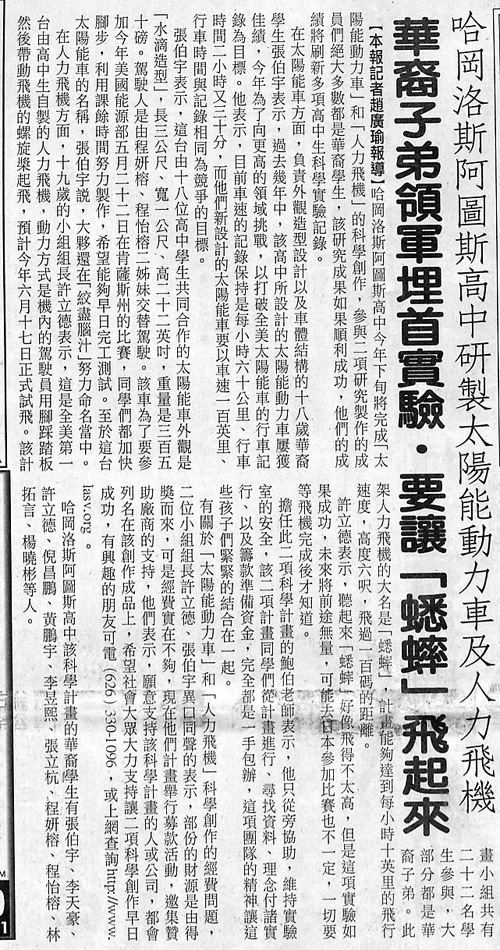 哈岡洛斯阿圖斯高中研製太陽能動力車及人力飛機
華裔子弟領軍埋首實驗・要讓「蟋蟀」飛起來
【本報記者趙廣瑜報導】哈岡洛斯阿圖斯高中今年下旬將完成「太
陽能動力車」和「人力飛機」的科學創作,參與二項研究製作的成
員們絕大多數都是華裔學生,該研究成果如果順利成功,他們的成
績將刷新多項高中生科學實驗記錄。
在太陽能車方面,負責外觀造型設計以及車體結構的十八歲華裔
學生張伯宇表示,過去幾年中,該高中所設計的太陽能動力車屢獲
佳績,今年為了向更高的領域挑戰,以打破全美太陽能車的行車記
錄為目標。他表示,目前車速的記錄保持是每小時六十公里、行車
時間二小時又三十分,而他們新設計的太陽能車要以車速一百英里、
行車時間與記錄相同為競爭的目標。
張伯宇表示,這台由十八位高中學生共同合作的太陽能車外觀是
「水滴造型」,長三公尺、寬一公尺、高二十二英吋,重量是三百五
十磅。駕駛人是由程妍榕、程怡榕二姊妹交替駕駛。該車為了要參
加今年美國能源部五月二十二日在肯薩斯州的比賽,同學們都加快
腳步,利用課餘時間努力製作,希望能夠早日完工測試。至於這台
太陽能車的名稱,張伯宇說,大夥還在「絞盡腦汁」努力命名當中。
在人力飛機方面,十九歲的小組組長許立德表示,這是全美第一
台由高中生自製的人力飛機,動力方式是機內的駕駛員用腳踩踏板
然後帶動飛機的螺旋槳起飛,預計今年六月十七日正式試飛。該計
畫小組共有
二十二名學
生參與,大
部分都是華
裔子弟。此
架人力飛機的大名是「蟋蟀」,計畫能夠達到每小時十英里的飛行
速度,高度六呎,飛過一百碼的距離。
許立德表示,聽起來「蟋蟀」好像飛得不太高,但是這項實驗如
果成功,未來將前途無量,可能去日本參加比賽也不一定,一切要
等飛機完成後才知道。
擔任此二項科學計畫的鮑伯老師表示,他只從旁協助,維持實驗
室的安全,該二項計畫同學們從計畫進行、尋找資料、理念付諸實
行、以及籌款準備資金,完全都是一手包辦,這項團隊的精神讓這
些孩子們緊緊的結合在一起。
有關於「太陽能動力車」和「人力飛機」科學創作的經費問題,
二位小組組長許立德、張伯宇異口同聲的表示,部份的財源是由得
獎而來,可是經費實在不夠,現在他們計畫舉行募款活動,邀集贊
助廠商的支持,他們表示,願意支持該科學計畫的人或公司,都會
列名在該創作成品上,希望社會大眾大力支持讓二項科學創作早日
成功,有興趣的朋友可電(626)330-1096,或上網查詢http://www.
lasv.org。
哈岡洛斯阿圖斯高中該科學計畫的華裔學生有張伯宇、李天豪、
許立德、倪昌鵬、黃鵬宇、李昱熙、張立杭、程妍榕、程怡榕、林
拓言、楊曉彬等人。